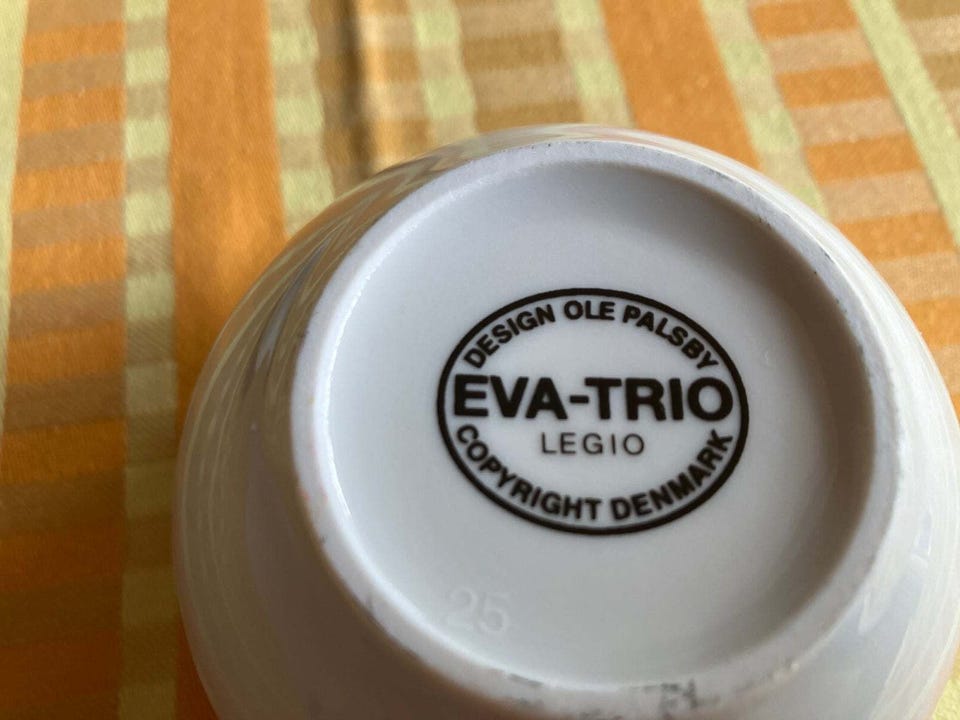 DESIGN OLE PALSBY
EVA-TRIO
LEGIO
COPYRIGHT DENMARK
25